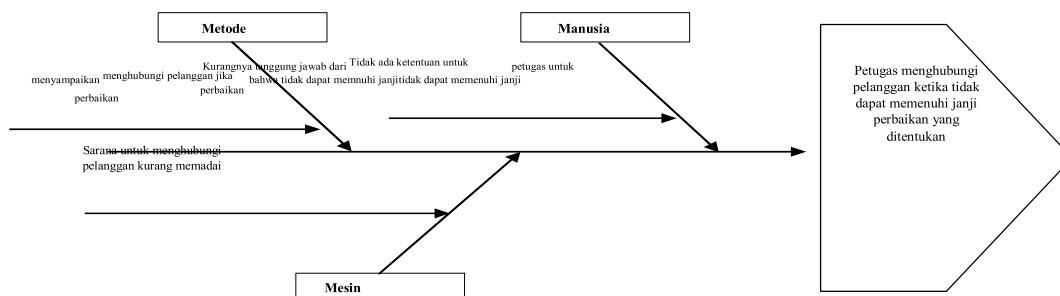 Metode
Manusia
Kurangnya tanggung jawab dari Tidak ada ketentuan untuk petugas untuk
menyampaikan menghubungi pelanggan jika bahwa tidak dapat memnuhi janjitidak dapat memenuhi janji
perbaikan perbaikan
Petugas menghubungi
pelanggan ketika tidak
dapat memenuhi janji
perbaikan yang
ditentukan
Sarana untuk menghubungi
pelanggan kurang memadai
Mesin